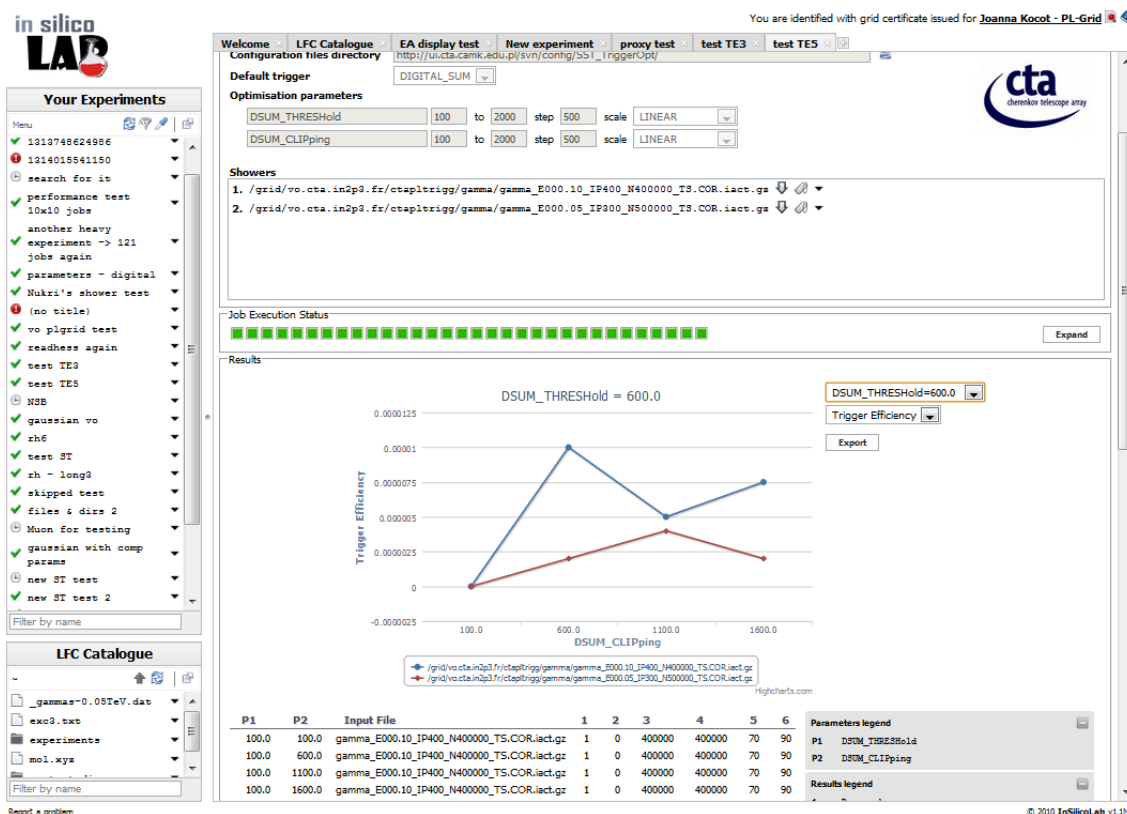 in silico
LAB
You are identified with grid certificate issued for Joanna Kocot - PL-Grid
Welcome
LFC Catalogue
EA display test
New experiment
proxy test
test TE3
test TE5
Your Experiments
Menu
1313748624986
1314015541150
search for it
performance test
10x10 jobs
another heavy
experiment -> 121
jobs again
parameters - digital
Nukri's shower test
(no title)
vo plgrid test
readhess again
test TE3
test TE5
NSB
gaussian vo
rh6
test ST
rh - long3
skipped test
files & dirs 2
Muon for testing
gaussian with comp
params
new ST test
new ST test 2
Filter by name
LFC Catalogue
~
_gammas-0.05TeV.dat
exc3.txt
experiments
mol.xyz
Filter by name
Report a problem
Configuration files directory http://ui.cta.camk.edu.pl/svn/config/SST_TriggerOpt/
Default trigger DIGITAL_SUM
Optimisation parameters
DSUM_THRESHold 100 to 2000 step 500 scale LINEAR
DSUM_CLIPping 100 to 2000 step 500 scale LINEAR
cta
cherenkov telescope array
Showers
1. /grid/vo.cta.in2p3.fr/ctapltrigg/gamma/gamma_E000.10_IP400_N400000_TS.COR.iact.gz
2. /grid/vo.cta.in2p3.fr/ctapltrigg/gamma/gamma_E000.05_IP300_N500000_TS.COR.iact.gz
Job Execution Status
Expand
Results
DSUM_THRESHold = 600.0
DSUM_THRESHold=600.0
Trigger Efficiency
Export
Trigger Efficiency
0.0000125
0.00001
0.0000075
0.000005
0.0000025
0
-0.0000025
100.0 600.0 1100.0 1600.0
DSUM_CLIPping
/grid/vo.cta.in2p3.fr/ctapltrigg/gamma/gamma_E000.10_IP400_N400000_TS.COR.iact.gz
/grid/vo.cta.in2p3.fr/ctapltrigg/gamma/gamma_E000.05_IP300_N500000_TS.COR.iact.gz
Highcharts.com
P1 P2 Input File 1 2 3 4 5 6
100.0 100.0 gamma_E000.10_IP400_N400000_TS.COR.iact.gz 1 0 400000 400000 70 90
100.0 600.0 gamma_E000.10_IP400_N400000_TS.COR.iact.gz 1 0 400000 400000 70 90
100.0 1100.0 gamma_E000.10_IP400_N400000_TS.COR.iact.gz 1 0 400000 400000 70 90
100.0 1600.0 gamma_E000.10_IP400_N400000_TS.COR.iact.gz 1 0 400000 400000 70 90
Parameters legend
P1 DSUM_THRESHold
P2 DSUM_CLIPping
Results legend
© 2010 InSilicoLab v1.1M